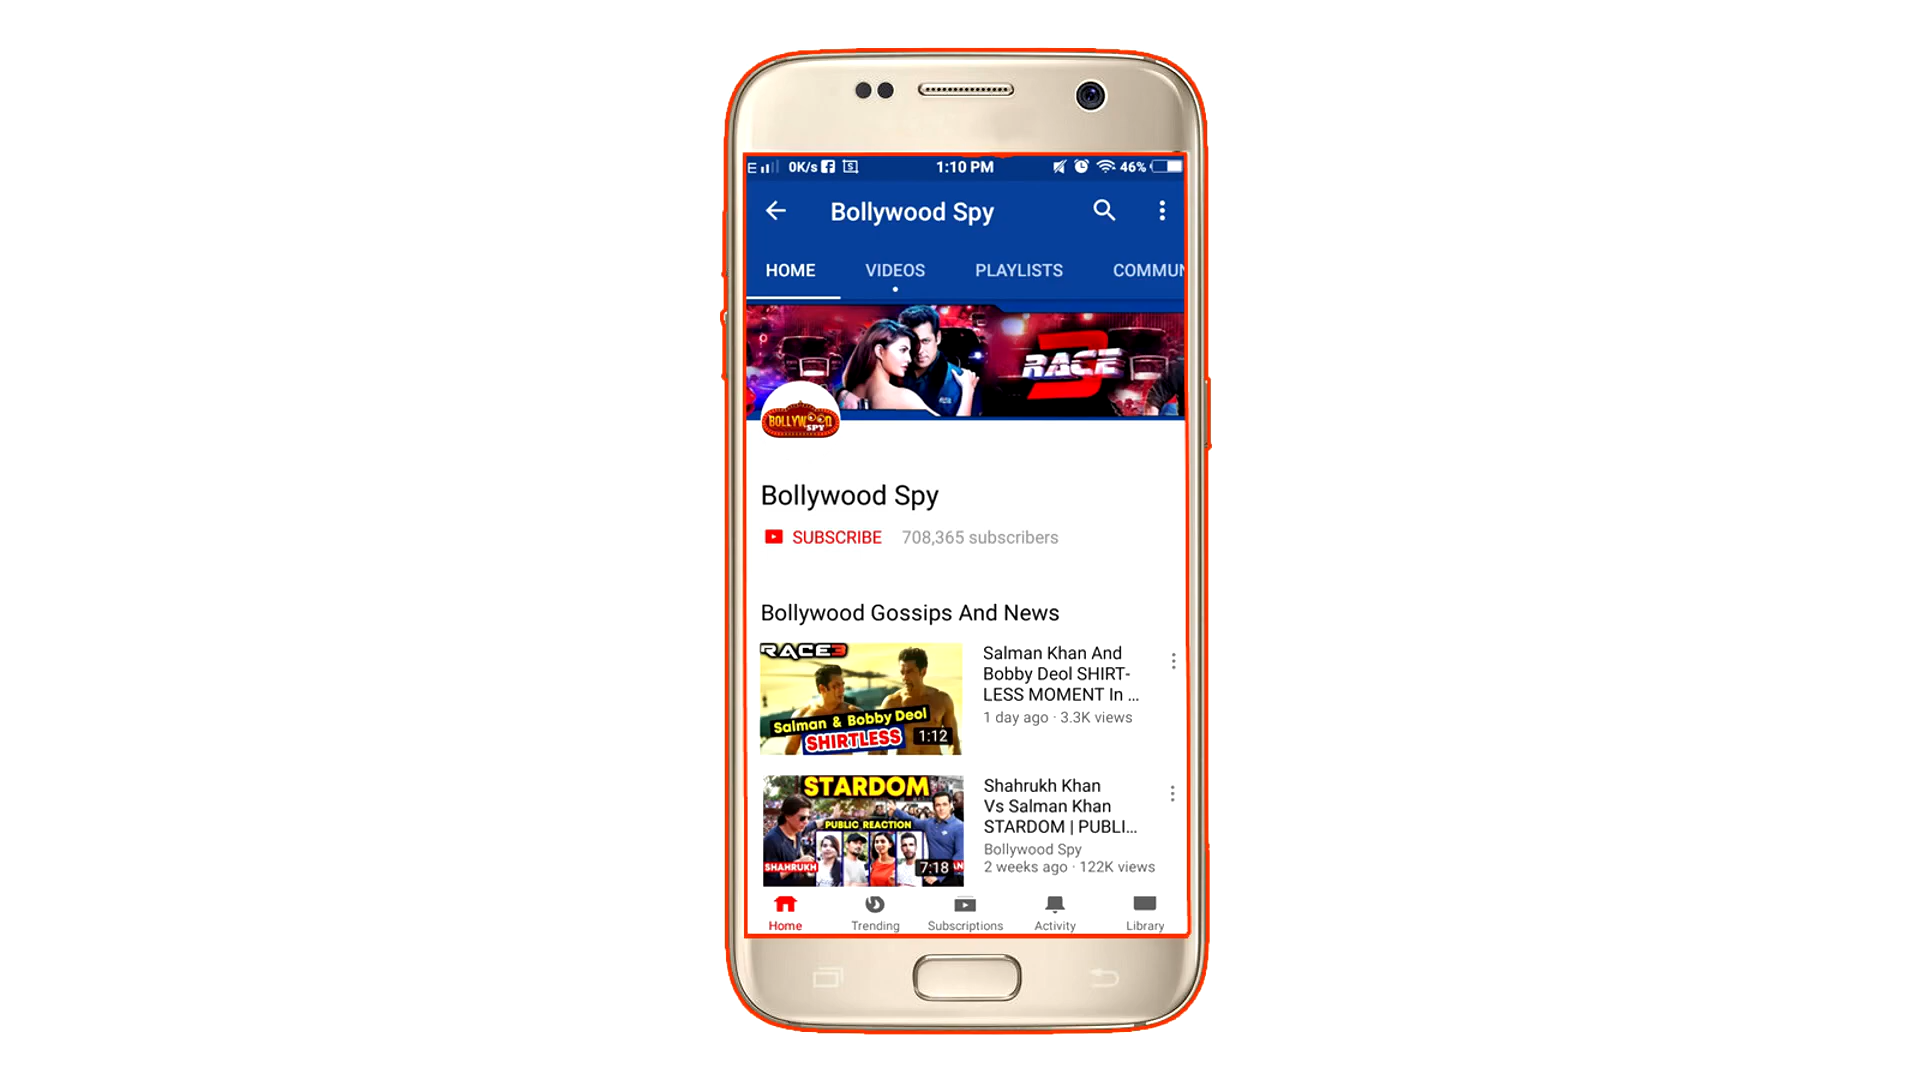 E 0K/s 1:10 PM 46%
Bollywood Spy
HOME VIDEOS PLAYLISTS COMMUN
RACE 3
BOLLYWOOD
SPY
Bollywood Spy
SUBSCRIBE 708,365 subscribers
Bollywood Gossips And News
RACE3
Salman & Bobby Deol
SHIRTLESS
1:12
Salman Khan And
Bobby Deol SHIRT-
LESS MOMENT In ...
1 day ago · 3.3K views
STARDOM
PUBLIC REACTION
SHAHRUKH
7:18
Shahrukh Khan
Vs Salman Khan
STARDOM | PUBLI...
Bollywood Spy
2 weeks ago · 122K views
Home Trending Subscriptions Activity Library